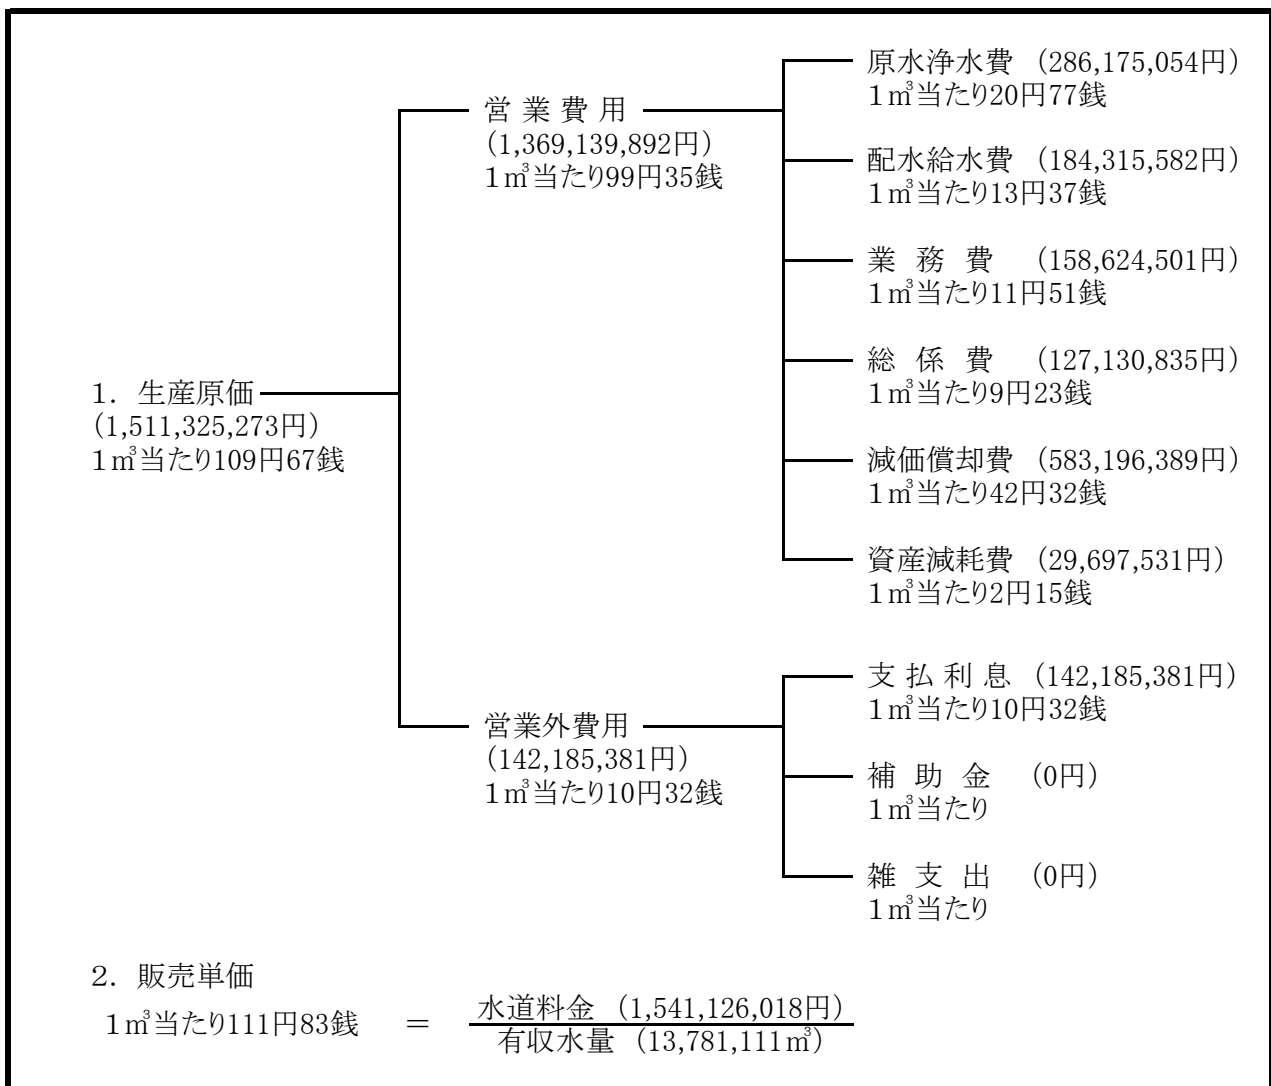 1. 生産原価
(1,511,325,273円)
1㎥当たり109円67銭
営業費用
(1,369,139,892円)
1㎥当たり99円35銭
原水浄水費 (286,175,054円)
1㎥当たり20円77銭
配水給水費 (184,315,582円)
1㎥当たり13円37銭
業務費 (158,624,501円)
1㎥当たり11円51銭
総係費 (127,130,835円)
1㎥当たり9円23銭
減価償却費 (583,196,389円)
1㎥当たり42円32銭
資産減耗費 (29,697,531円)
1㎥当たり2円15銭
営業外費用
(142,185,381円)
1㎥当たり10円32銭
支払利息 (142,185,381円)
1㎥当たり10円32銭
補助金 (0円)
1㎥当たり
雑支出 (0円)
1㎥当たり
2. 販売単価
1㎥当たり111円83銭 = 水道料金 (1,541,126,018円)
有収水量 (13,781,111㎥)